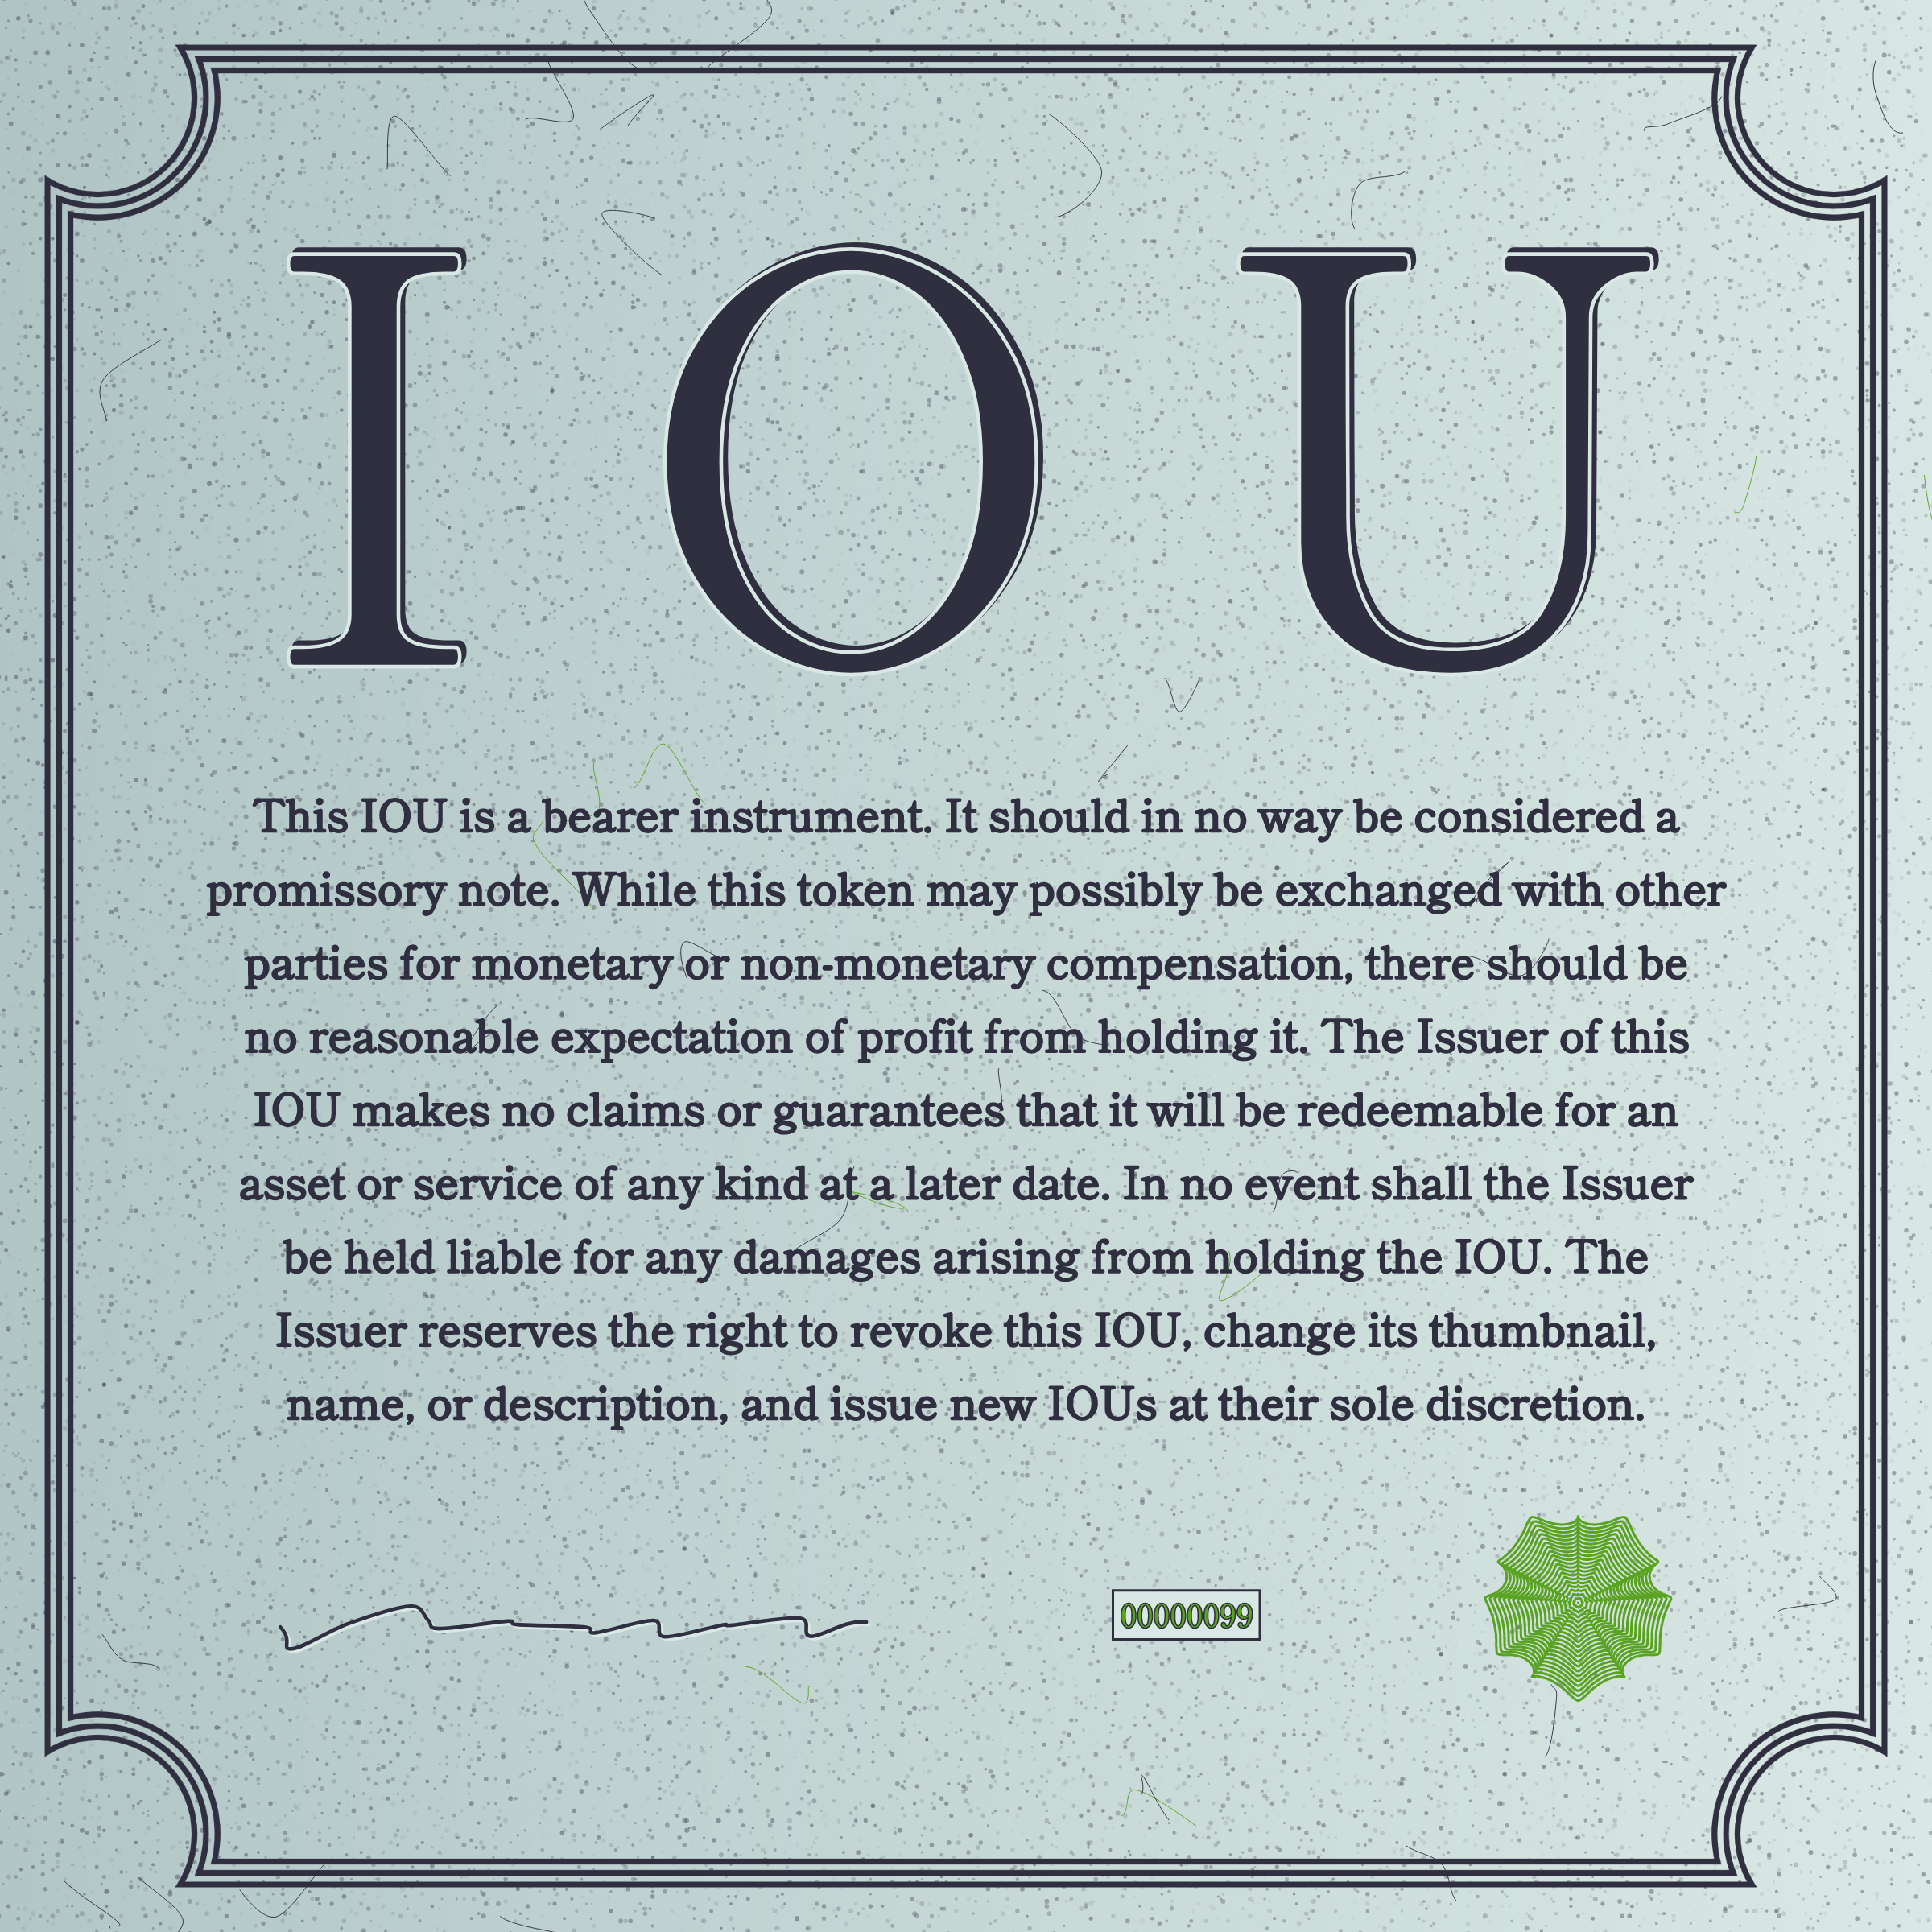 I O U
This IOU is a bearer instrument. It should in no way be considered a
promissory note. While this token may possibly be exchanged with other
parties for monetary or non-monetary compensation, there should be
no reasonable expectation of profit from holding it. The Issuer of this
IOU makes no claims or guarantees that it will be redeemable for an
asset or service of any kind at a later date. In no event shall the Issuer
be held liable for any damages arising from holding the IOU. The
Issuer reserves the right to revoke this IOU, change its thumbnail,
name, or description, and issue new IOUs at their sole discretion.
00000099